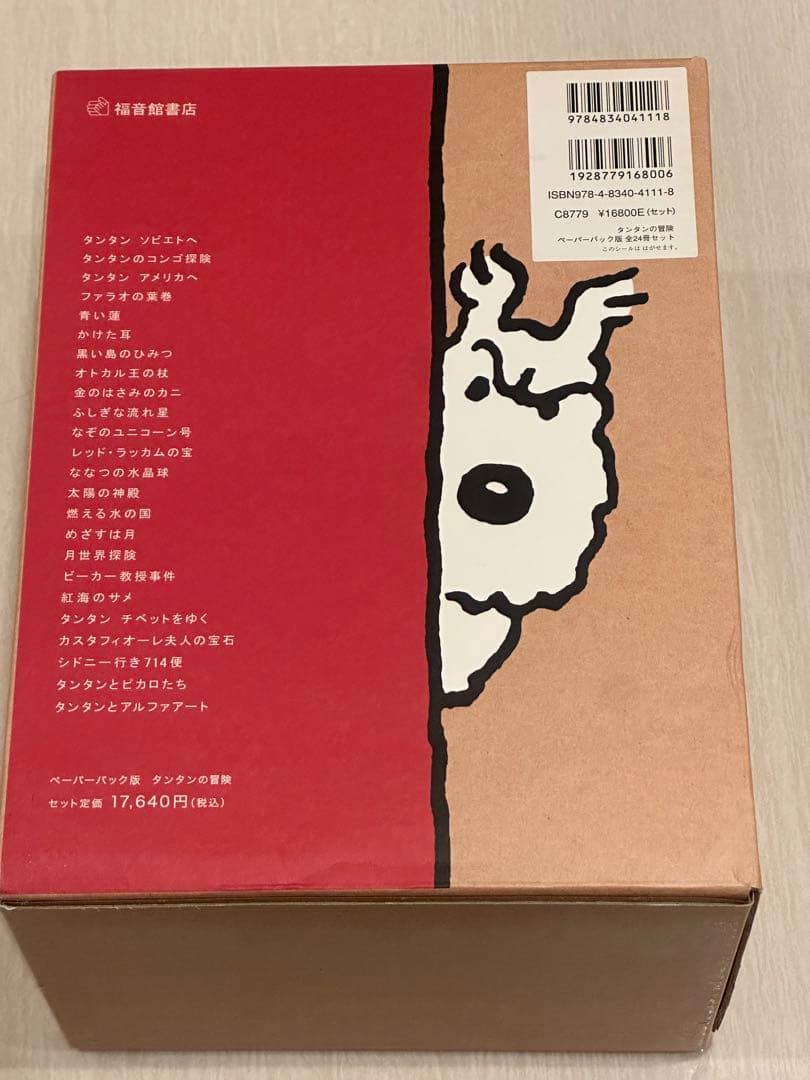 福音館書店
9784834041118
1928779168006
ISBN978-4-8340-4111-8
C8779 ¥16800E(セット)
タンタンの冒険
ペーパーバック版 全24冊セット
このシールは はがせます。
タンタン ソビエトへ
タンタンのコンゴ探険
タンタン アメリカへ
ファラオの葉巻
青い蓮
かけた耳
黒い島のひみつ
オトカル王の杖
金のはさみのカニ
ふしぎな流れ星
なぞのユニコーン号
レッド・ラッカムの宝
ななつの水晶球
太陽の神殿
燃える水の国
めざすは月
月世界探険
ビーカー教授事件
紅海のサメ
タンタン チベットをゆく
カスタフィオーレ夫人の宝石
シドニー行き714便
タンタンとピカロたち
タンタンとアルファアート
ペーパーバック版 タンタンの冒険
セット定価 17,640円(税込)